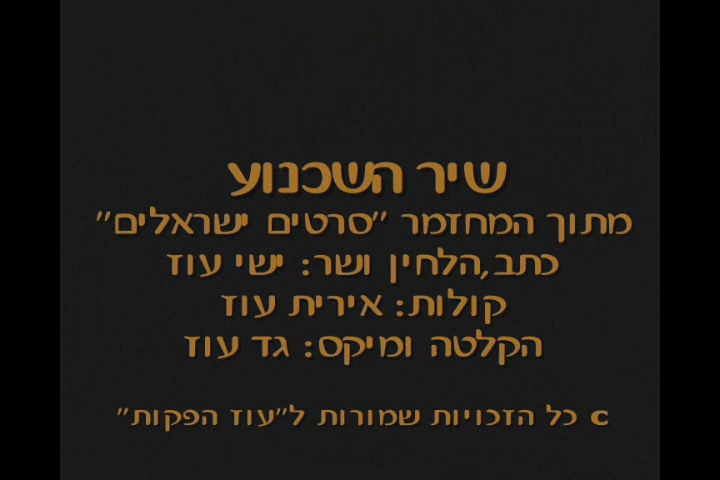 שיר השכנוע
מתוך המחזמר "סרטים ישראלים"
כתב,הלחין ושר: ישי עוז
קולות: אירית עוז
הקלטה ומיקס: גד עוז
c כל הזכויות שמורות ל"עוז הפקות"